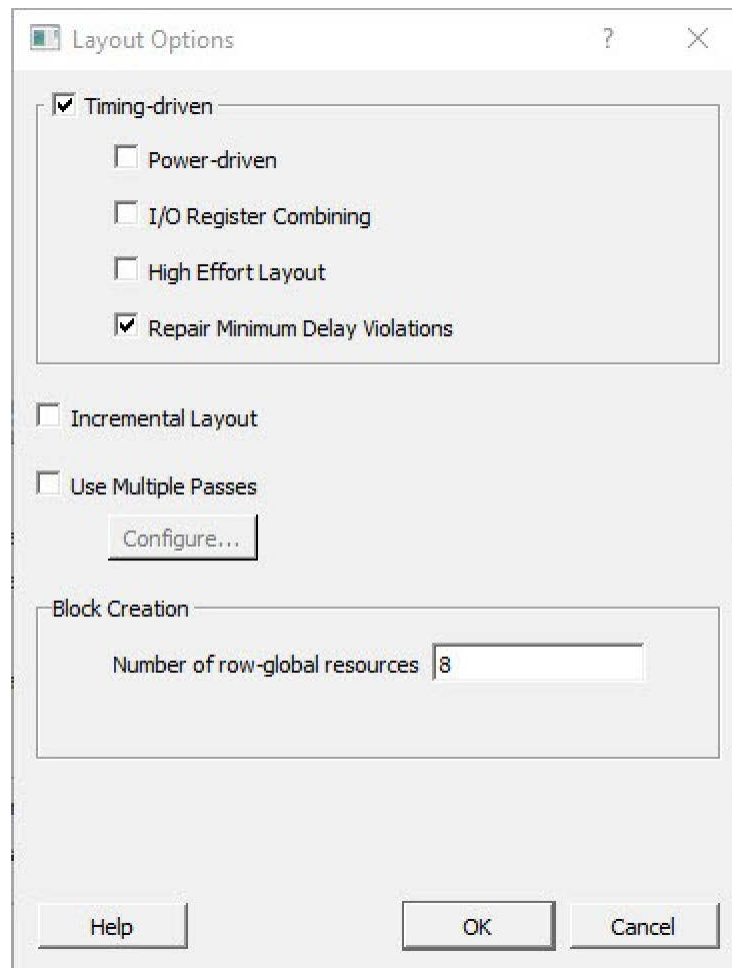 Layout Options
Timing-driven
Power-driven
I/O Register Combining
High Effort Layout
Repair Minimum Delay Violations
Incremental Layout
Use Multiple Passes
Configure...
Block Creation
Number of row-global resources 8
Help OK Cancel